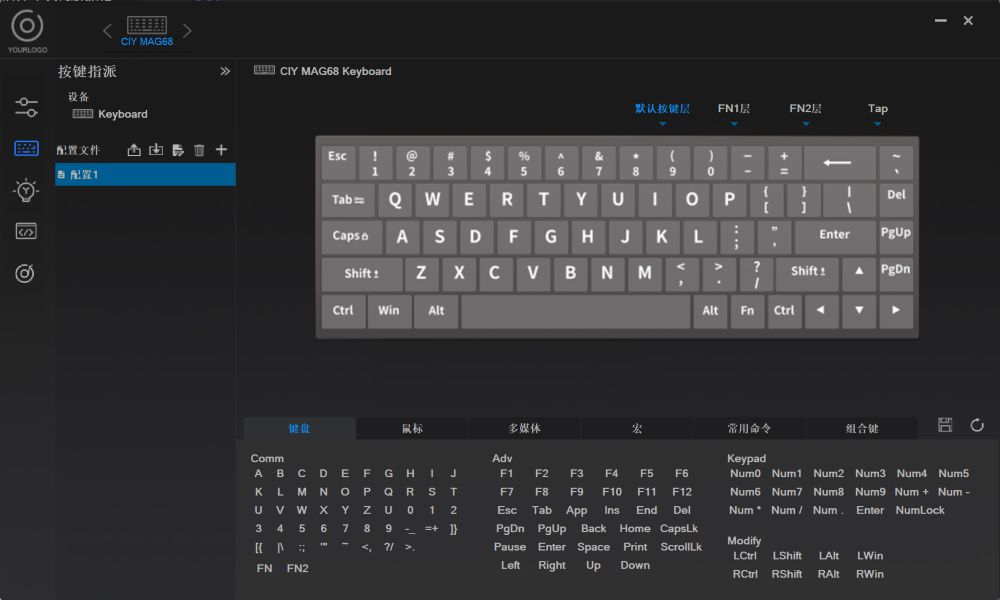 YOURLOGO
CIY MAG68
按键指派
设备
Keyboard
配置文件
配置1
CIY MAG68 Keyboard
默认按键层 FN1层 FN2层 Tap
Esc ! 1 @ 2 # 3 $ 4 % 5 ^ 6 & 7 * 8 ( 9 ) 0 – - + = ~ 、
Tab Q W E R T Y U I O P { [ } ] | \ Del
Caps A S D F G H J K L : ; " , Enter PgUp
Shift Z X C V B N M < , > . ? / Shift PgDn
Ctrl Win Alt Alt Fn Ctrl
键盘 鼠标 多媒体 宏 常用命令 组合键
Comm
A B C D E F G H I J
K L M N O P Q R S T
U V W X Y Z U 0 1 2
3 4 5 6 7 8 9 -_ =+ ]}
[{ |\ :; '" ~ <, ?/ >.
FN FN2
Adv
F1 F2 F3 F4 F5 F6
F7 F8 F9 F10 F11 F12
Esc Tab App Ins End Del
PgDn PgUp Back Home CapsLk
Pause Enter Space Print ScrollLk
Left Right Up Down
Keypad
Num0 Num1 Num2 Num3 Num4 Num5
Num6 Num7 Num8 Num9 Num + Num -
Num * Num / Num . Enter NumLock
Modify
LCtrl LShift LAlt LWin
RCtrl RShift RAlt RWin